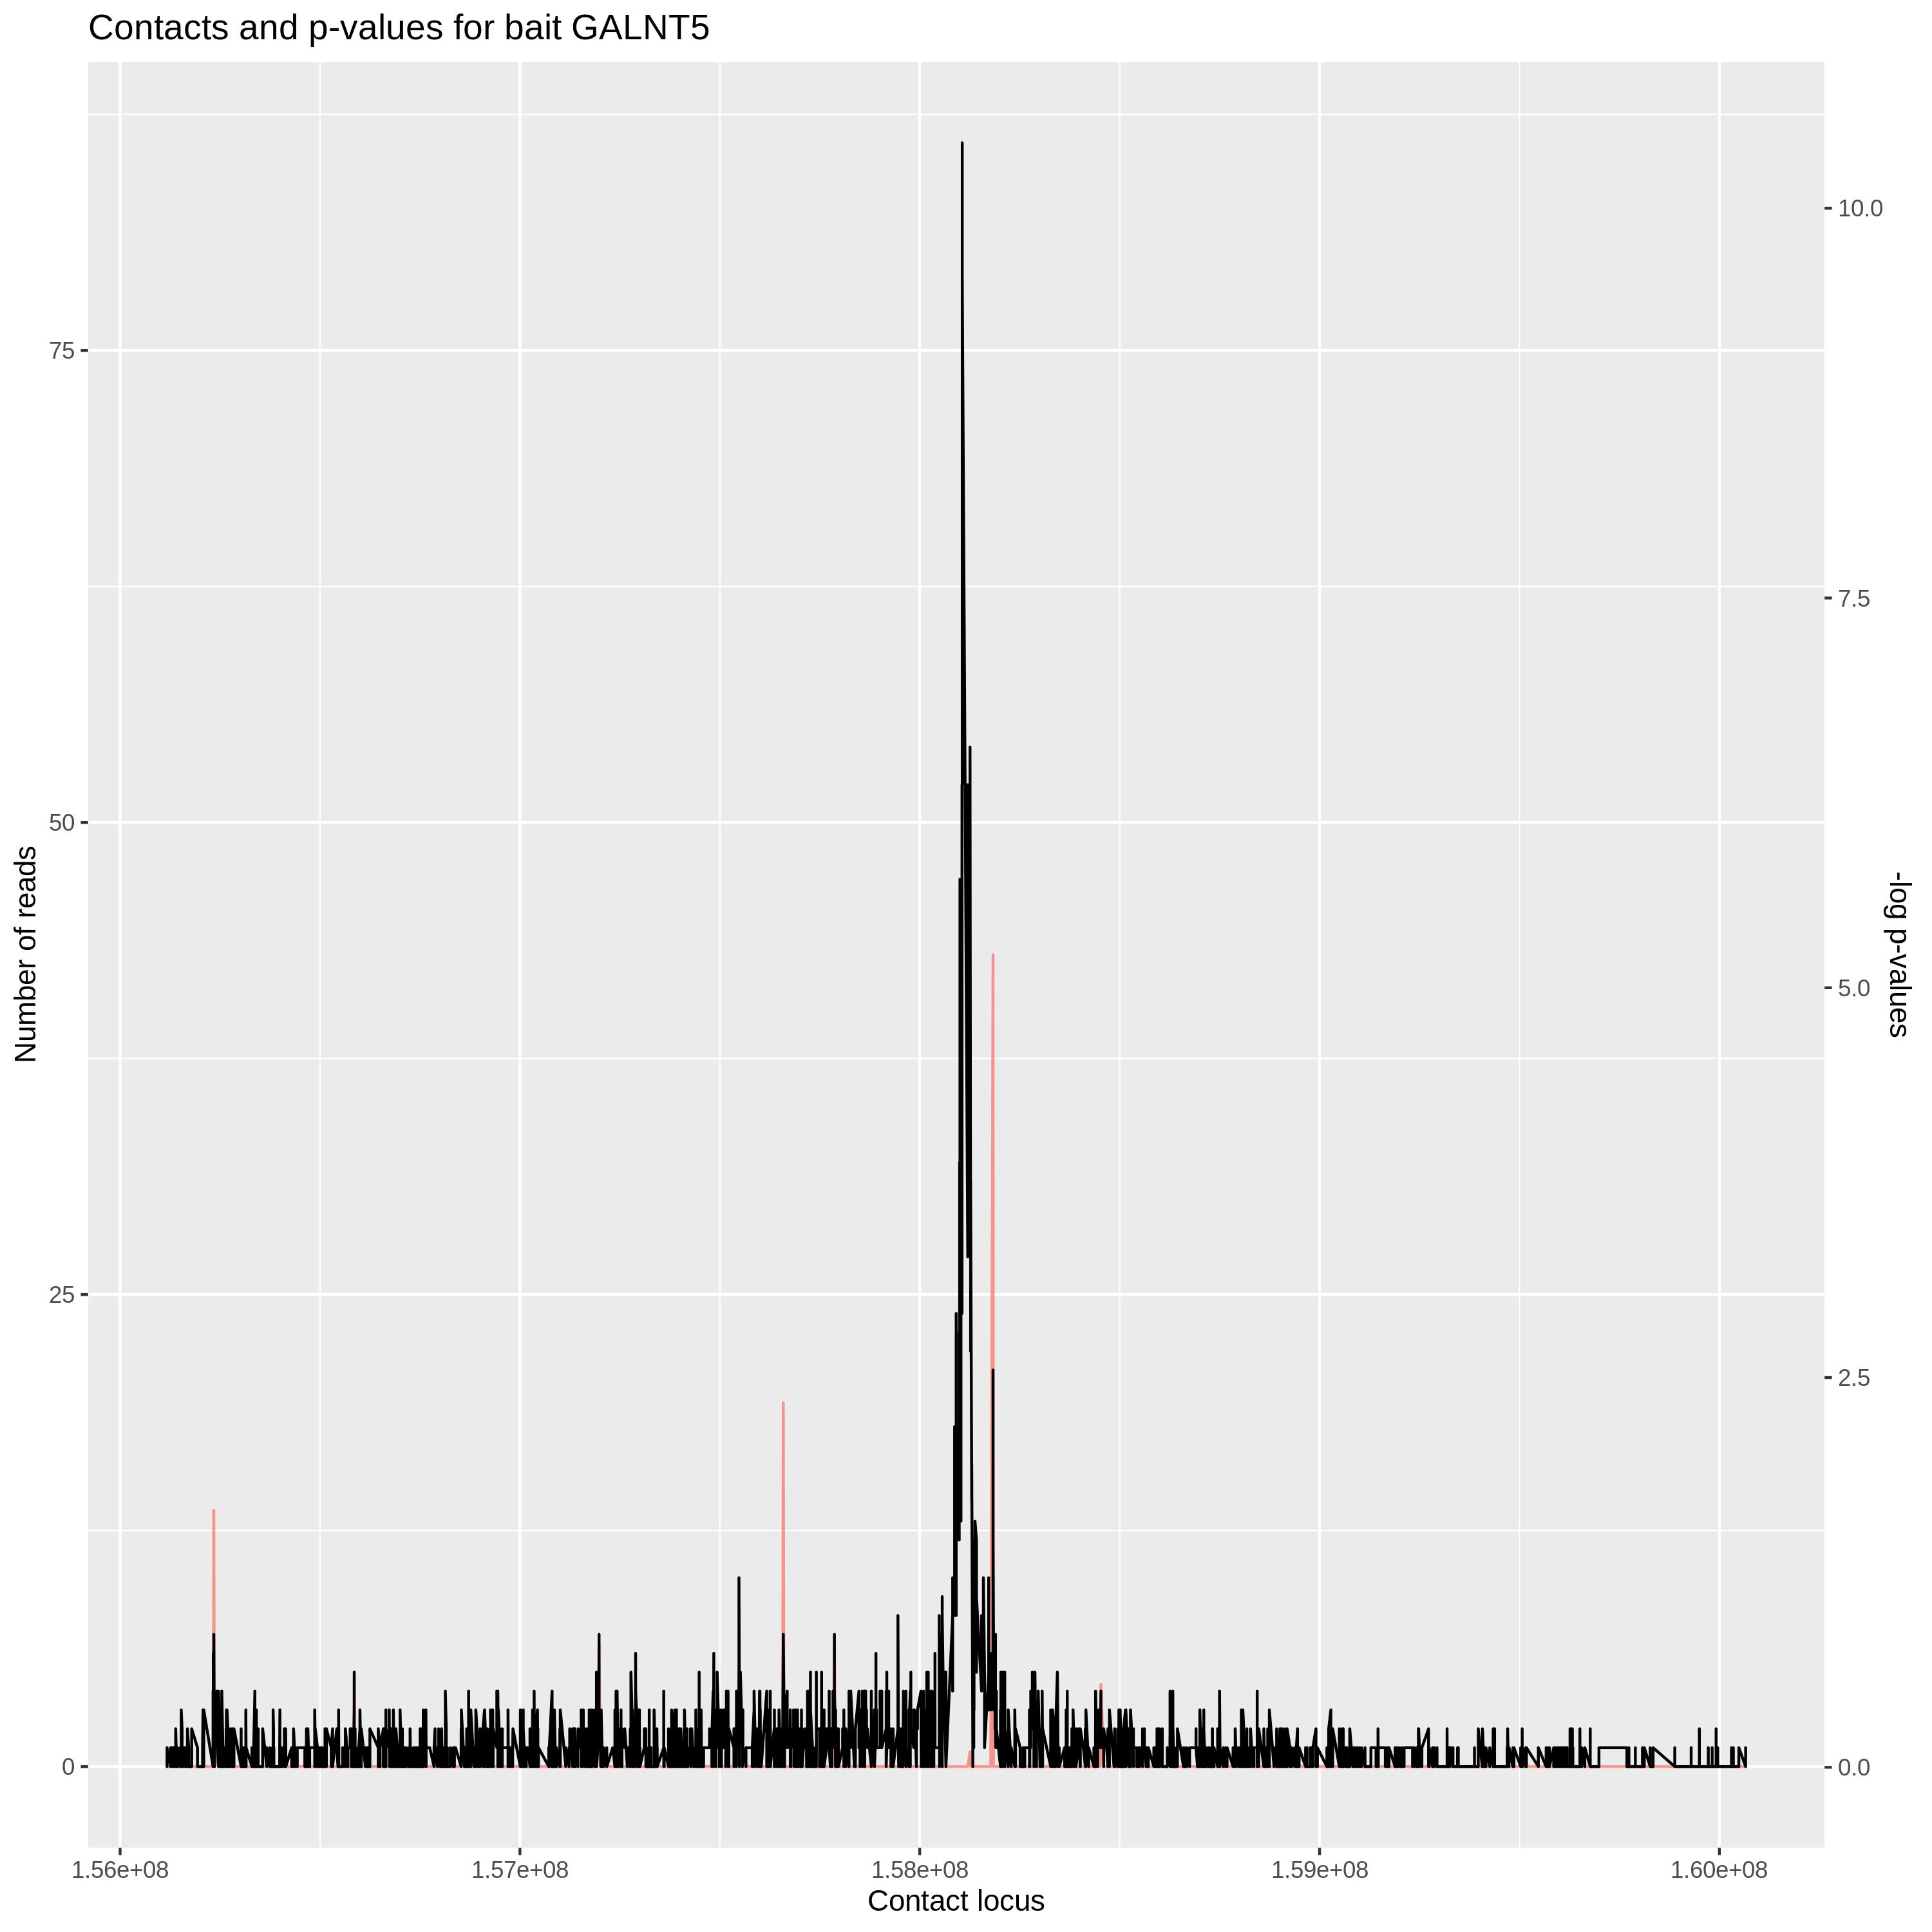 Contacts and p-values for bait GALNT5
75
50
25
0
Number of reads
10.0
7.5
5.0
2.5
0.0
-log p-values
1.56e+08
1.57e+08
1.58e+08
1.59e+08
1.60e+08
Contact locus